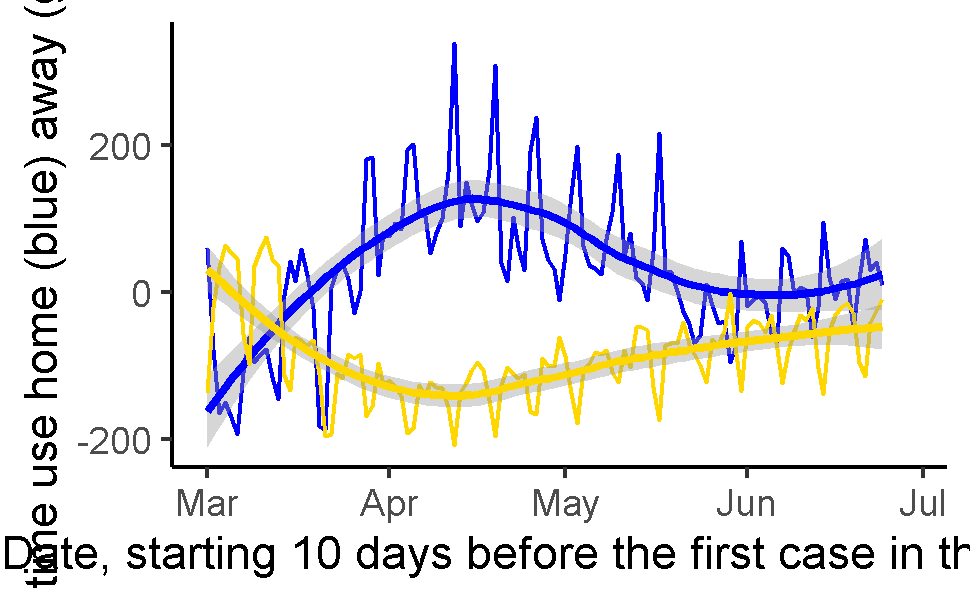 time use home (blue) away (
200
0
-200
Mar Apr May Jun Jul
Date, starting 10 days before the first case in th